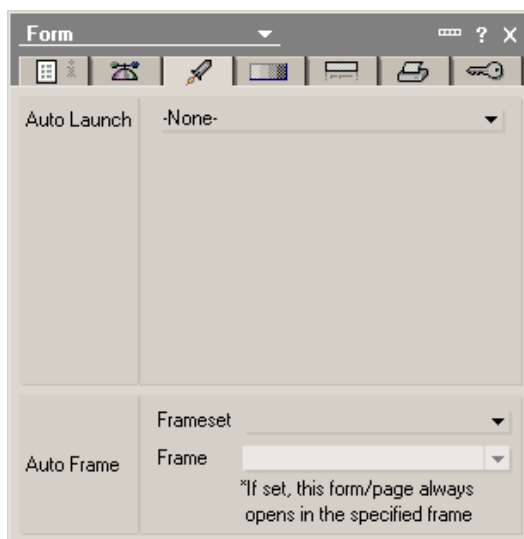 Form
? X
Auto Launch -None-
Frameset
Auto Frame Frame
*If set, this form/page always
opens in the specified frame